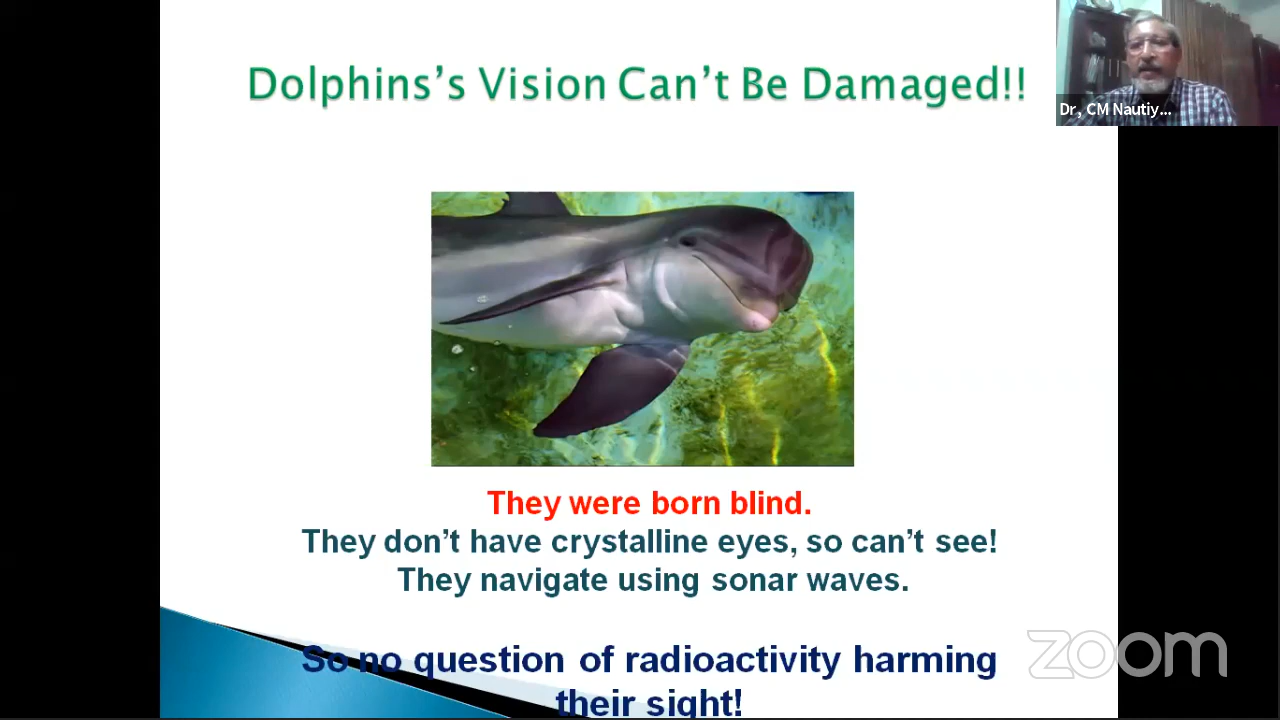 Dolphins's Vision Can't Be Damaged!!
Dr, CM Nautiy...
They were born blind.
They don't have crystalline eyes, so can't see!
They navigate using sonar waves.
So no question of radioactivity harming
their sight!
zoom